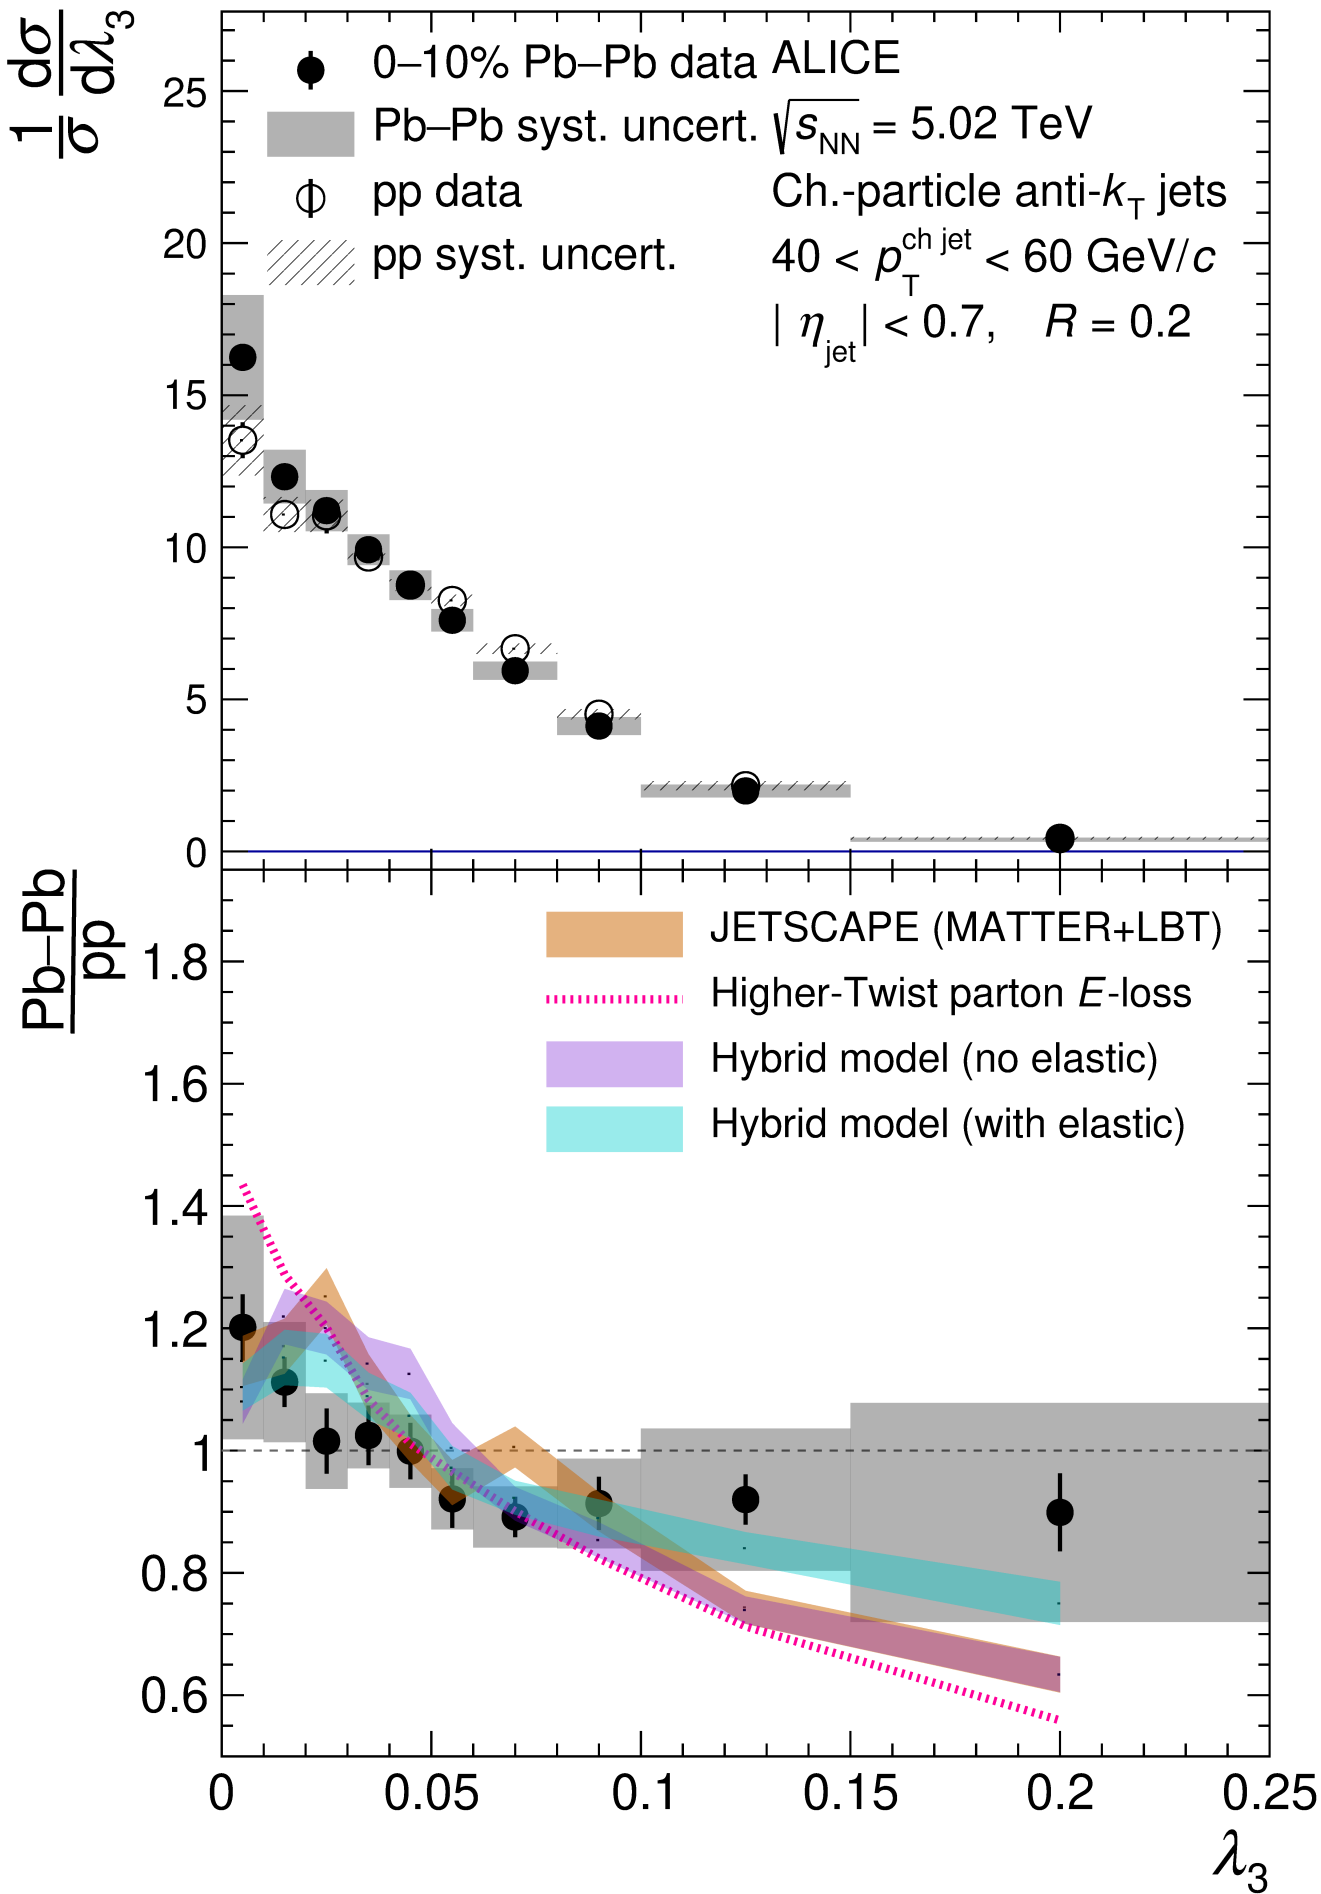 1/σ dσ/dλ3
0–10% Pb–Pb data ALICE
Pb–Pb syst. uncert. √sNN = 5.02 TeV
pp data Ch.-particle anti-kT jets
pp syst. uncert. 40 < pT ch jet < 60 GeV/c
| ηjet | < 0.7, R = 0.2
25
20
15
10
5
0
Pb–Pb/pp
JETSCAPE (MATTER+LBT)
Higher-Twist parton E-loss
Hybrid model (no elastic)
Hybrid model (with elastic)
1.8
1.6
1.4
1.2
1
0.8
0.6
0 0.05 0.1 0.15 0.2 0.25
λ3